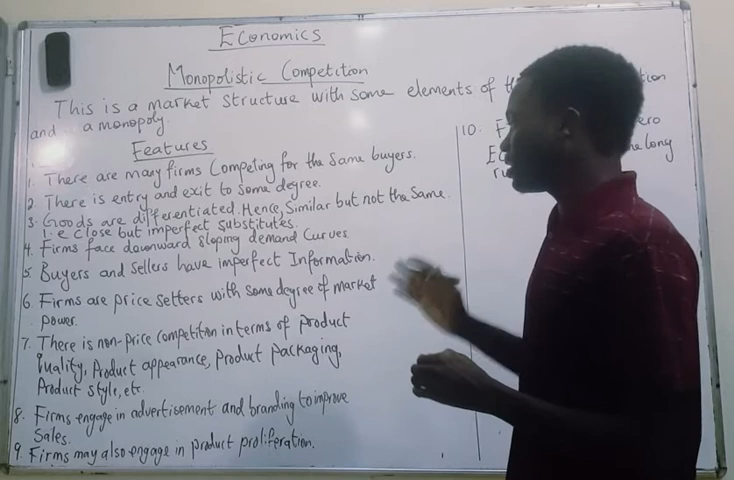 Economics
Monopolistic Competition
This is a market structure with some elements of
and a monopoly.
Features
1. There are many firms Competing for the same buyers.
2. There is entry and exit to some degree.
3. Goods are differentiated. Hence, Similar but not the Same.
i.e close but imperfect substitutes.
4. Firms face downward sloping demand Curves
5. Buyers and Sellers have imperfect Information.
6. Firms are price setters with some degree of market
power.
7. There is non-price competition in terms of product
quality, Product appearance, Product packaging,
Product style, etc.
8. Firms engage in advertisement and branding to improve
Sales.
9. Firms may also engage in product proliferation.
10.
long